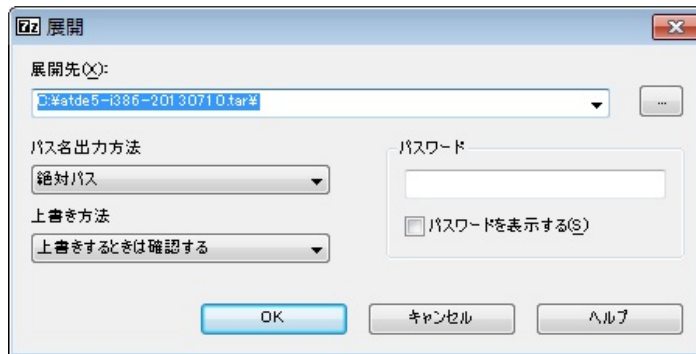 7z 展開
展開先(X):
C:¥atde5-i386-20130710.tar¥
...
パス名出力方法
絶対パス
上書き方法
上書きするときは確認する
パスワード
パスワードを表示する(S)
OK
キャンセル
ヘルプ